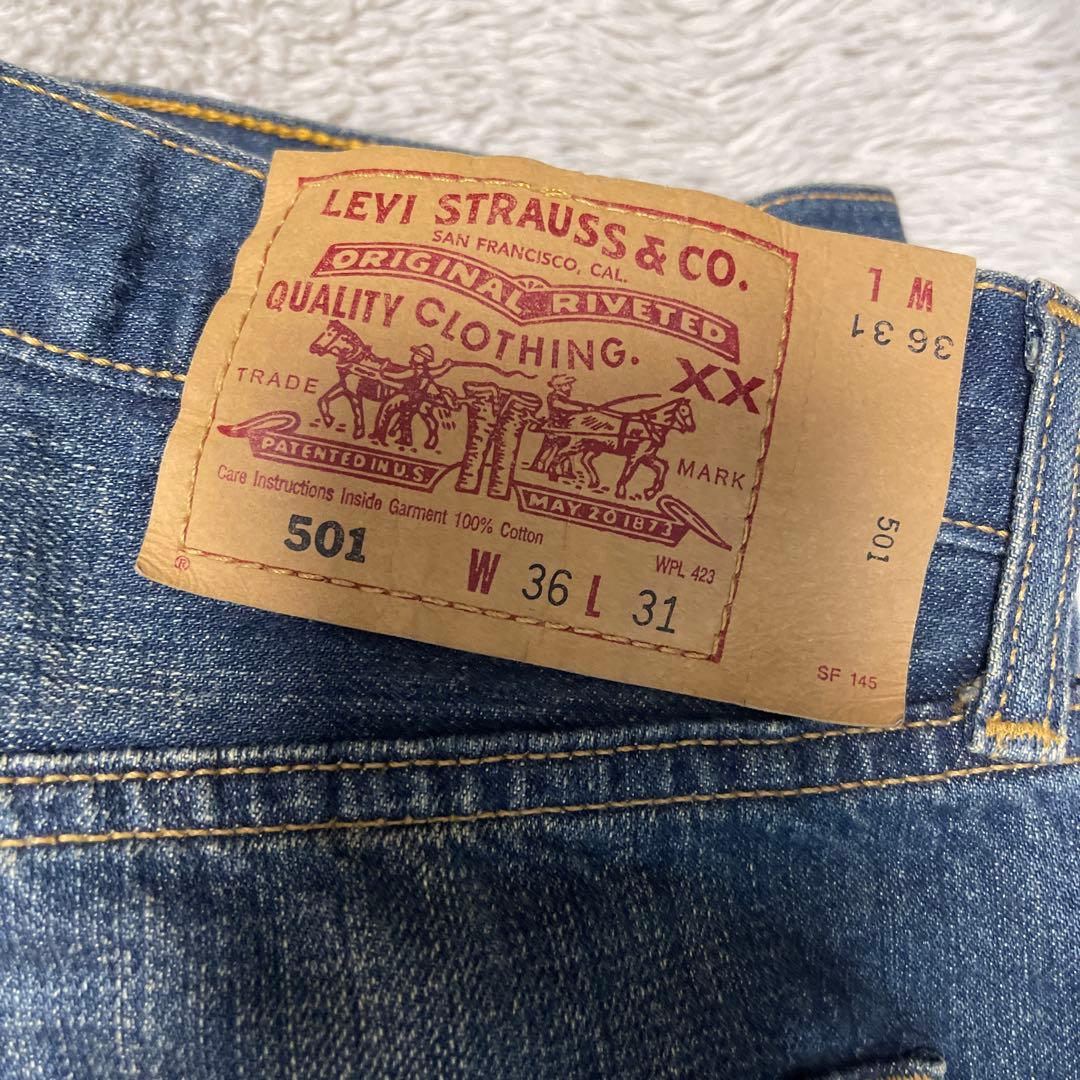 LEVI STRAUSS & CO.
SAN FRANCISCO, CAL.
ORIGINAL RIVETED
QUALITY CLOTHING.
XX
TRADE MARK
PATENTED IN U.S.
MAY 20 1873
Care Instructions Inside Garment 100% Cotton
WPL 423
501
W 36 L 31
®
L W
36 31
501
SF 145